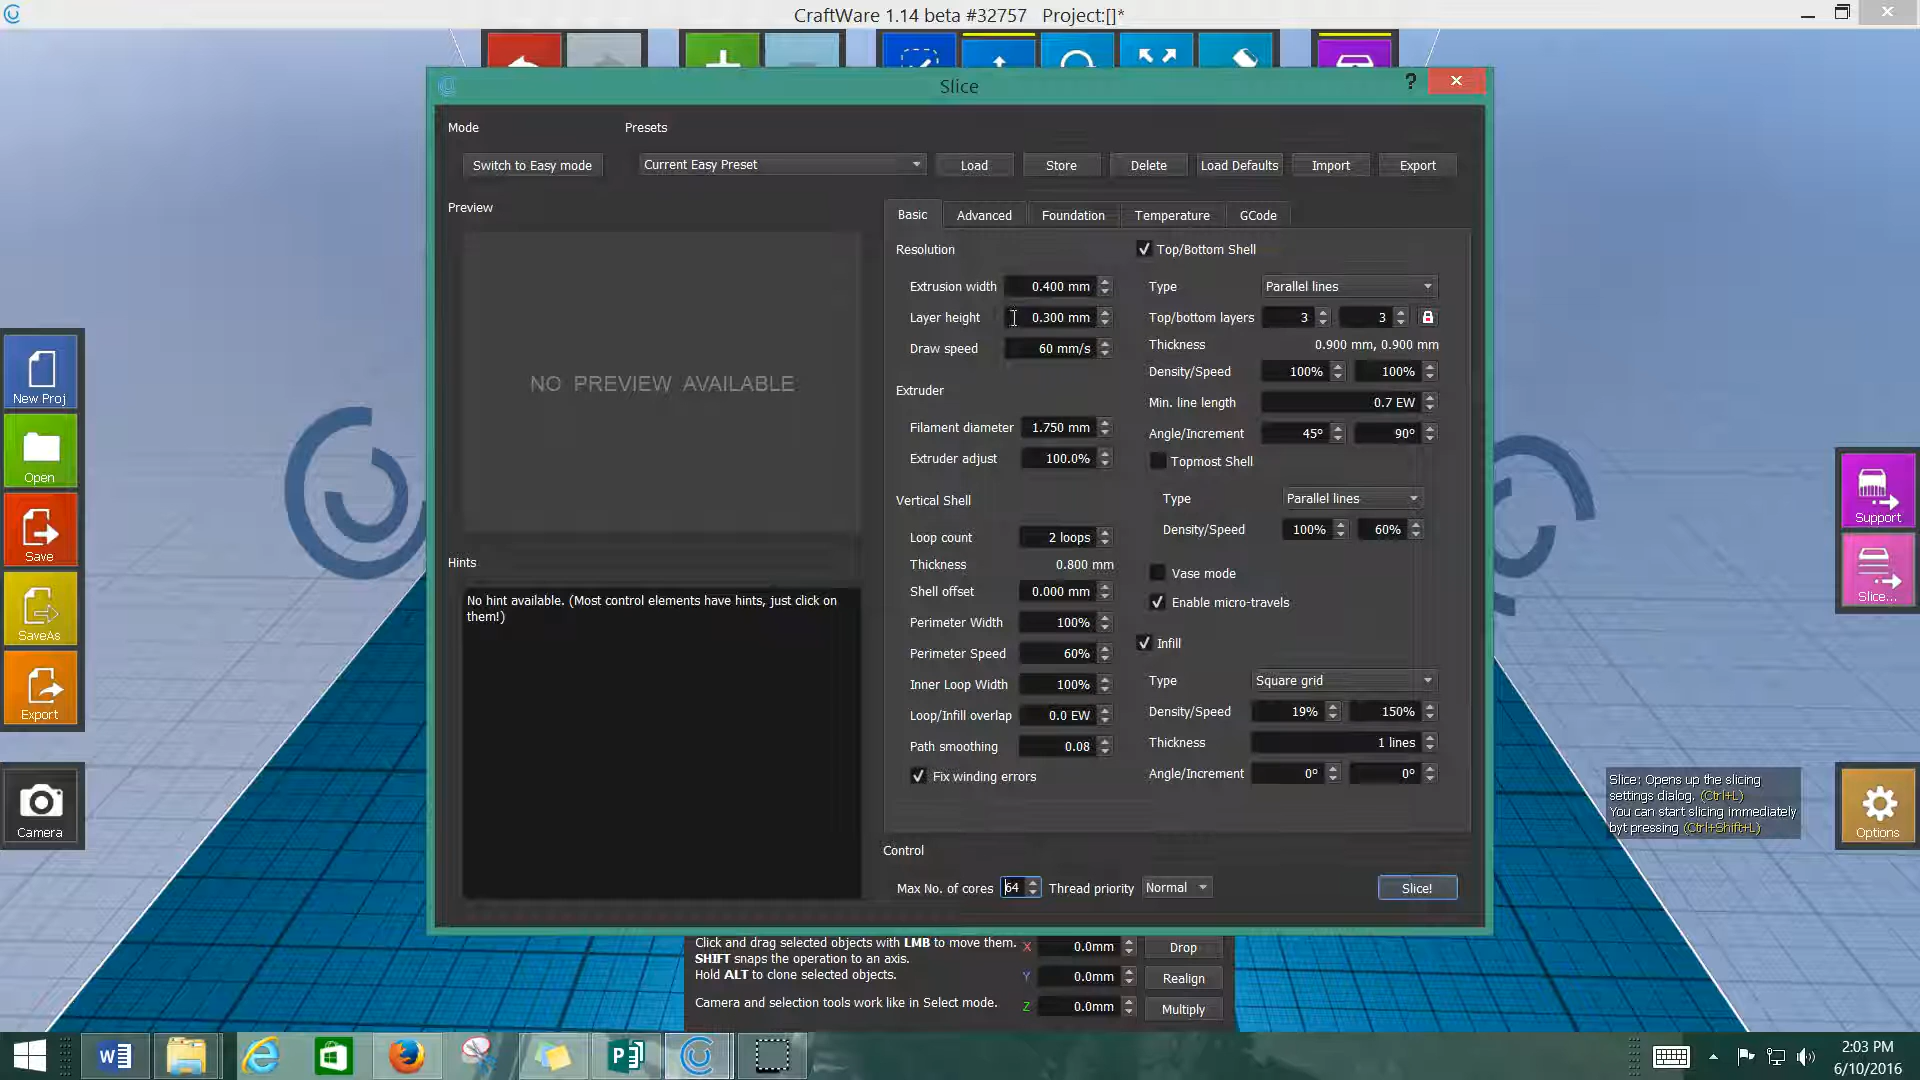 CraftWare 1.14 beta #32757 Project:[]*
Slice
?
Mode
Presets
Switch to Easy mode
Current Easy Preset
Load
Store
Delete
Load Defaults
Import
Export
Preview
NO PREVIEW AVAILABLE
Hints
No hint available. (Most control elements have hints, just click on
them!)
Basic
Advanced
Foundation
Temperature
GCode
Resolution
Extrusion width 0.400 mm
Layer height 0.300 mm
Draw speed 60 mm/s
Extruder
Filament diameter 1.750 mm
Extruder adjust 100.0%
Vertical Shell
Loop count 2 loops
Thickness 0.800 mm
Shell offset 0.000 mm
Perimeter Width 100%
Perimeter Speed 60%
Inner Loop Width 100%
Loop/Infill overlap 0.0 EW
Path smoothing 0.08
Fix winding errors
Top/Bottom Shell
Type Parallel lines
Top/bottom layers 3 3
Thickness 0.900 mm, 0.900 mm
Density/Speed 100% 100%
Min. line length 0.7 EW
Angle/Increment 45° 90°
Topmost Shell
Type Parallel lines
Density/Speed 100% 60%
Vase mode
Enable micro-travels
Infill
Type Square grid
Density/Speed 19% 150%
Thickness 1 lines
Angle/Increment 0° 0°
Control
Max No. of cores 64 Thread priority Normal
Slice!
New Proj
Open
Save
SaveAs
Export
Camera
Support
Slice...
Options
Slice: Opens up the slicing
settings dialog. (Ctrl+L)
You can start slicing immediately
byt pressing (Ctrl+Shift+L)
Click and drag selected objects with LMB to move them.
SHIFT snaps the operation to an axis.
Hold ALT to clone selected objects.
Camera and selection tools work like in Select mode.
X 0.0mm Drop
Y 0.0mm Realign
Z 0.0mm Multiply
2:03 PM
6/10/2016